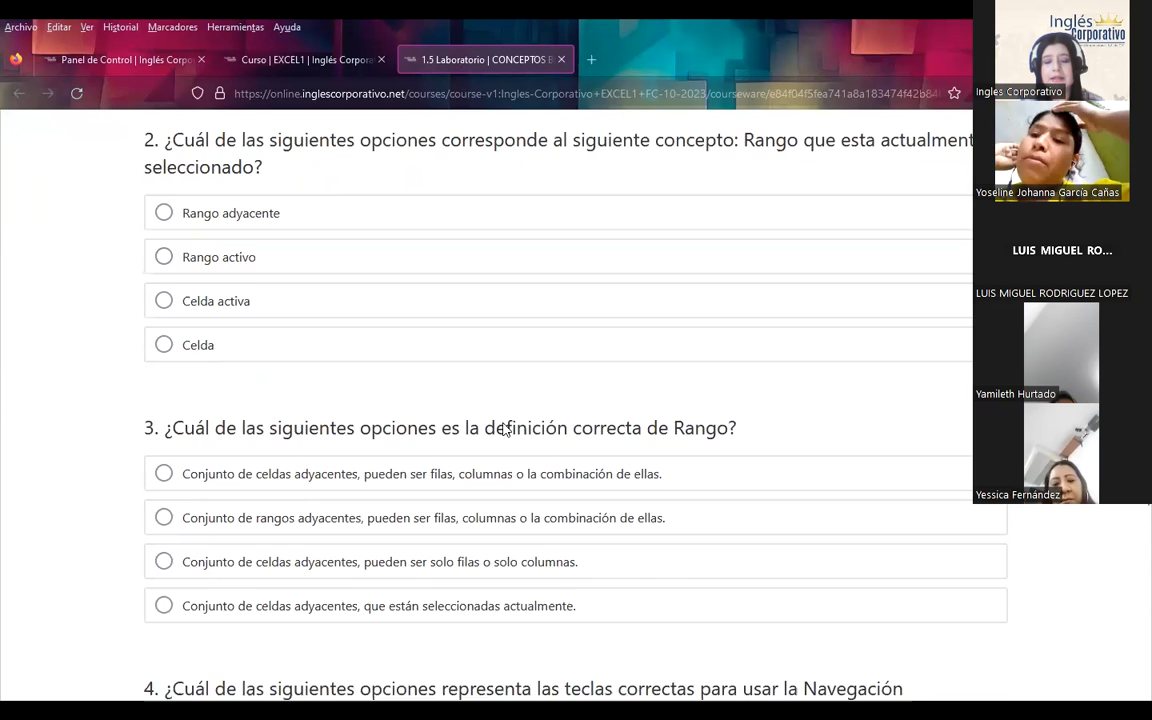 Archivo Editar Ver Historial Marcadores Herramientas Ayuda
Panel de Control | Inglés Corpo
Curso | EXCEL1 | Inglés Corpora
1.5 Laboratorio | CONCEPTOS B
https://online.inglescorporativo.net/courses/course-v1:Ingles-Corporativo+EXCEL1+FC-10-2023/courseware/e84f04f5fea741a8a183474f42b84
2. ¿Cuál de las siguientes opciones corresponde al siguiente concepto: Rango que esta actualment
seleccionado?
Rango adyacente
Rango activo
Celda activa
Celda
3. ¿Cuál de las siguientes opciones es la definición correcta de Rango?
Conjunto de celdas adyacentes, pueden ser filas, columnas o la combinación de ellas.
Conjunto de rangos adyacentes, pueden ser filas, columnas o la combinación de ellas.
Conjunto de celdas adyacentes, pueden ser solo filas o solo columnas.
Conjunto de celdas adyacentes, que están seleccionadas actualmente.
4. ¿Cuál de las siguientes opciones representa las teclas correctas para usar la Navegación
Inglés
Corporativo
Ingles Corporativo
Yoseline Johanna García Cañas
LUIS MIGUEL RO...
LUIS MIGUEL RODRIGUEZ LOPEZ
Yamileth Hurtado
Yessica Fernández